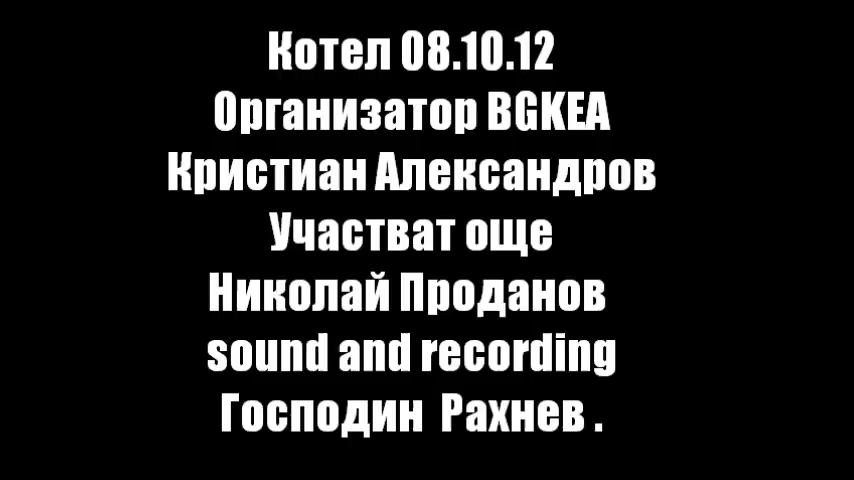 Котел 08.10.12
Организатор BGKEA
Кристиан Александров
Участват още
Николай Проданов
sound and recording
Господин Рахнев .